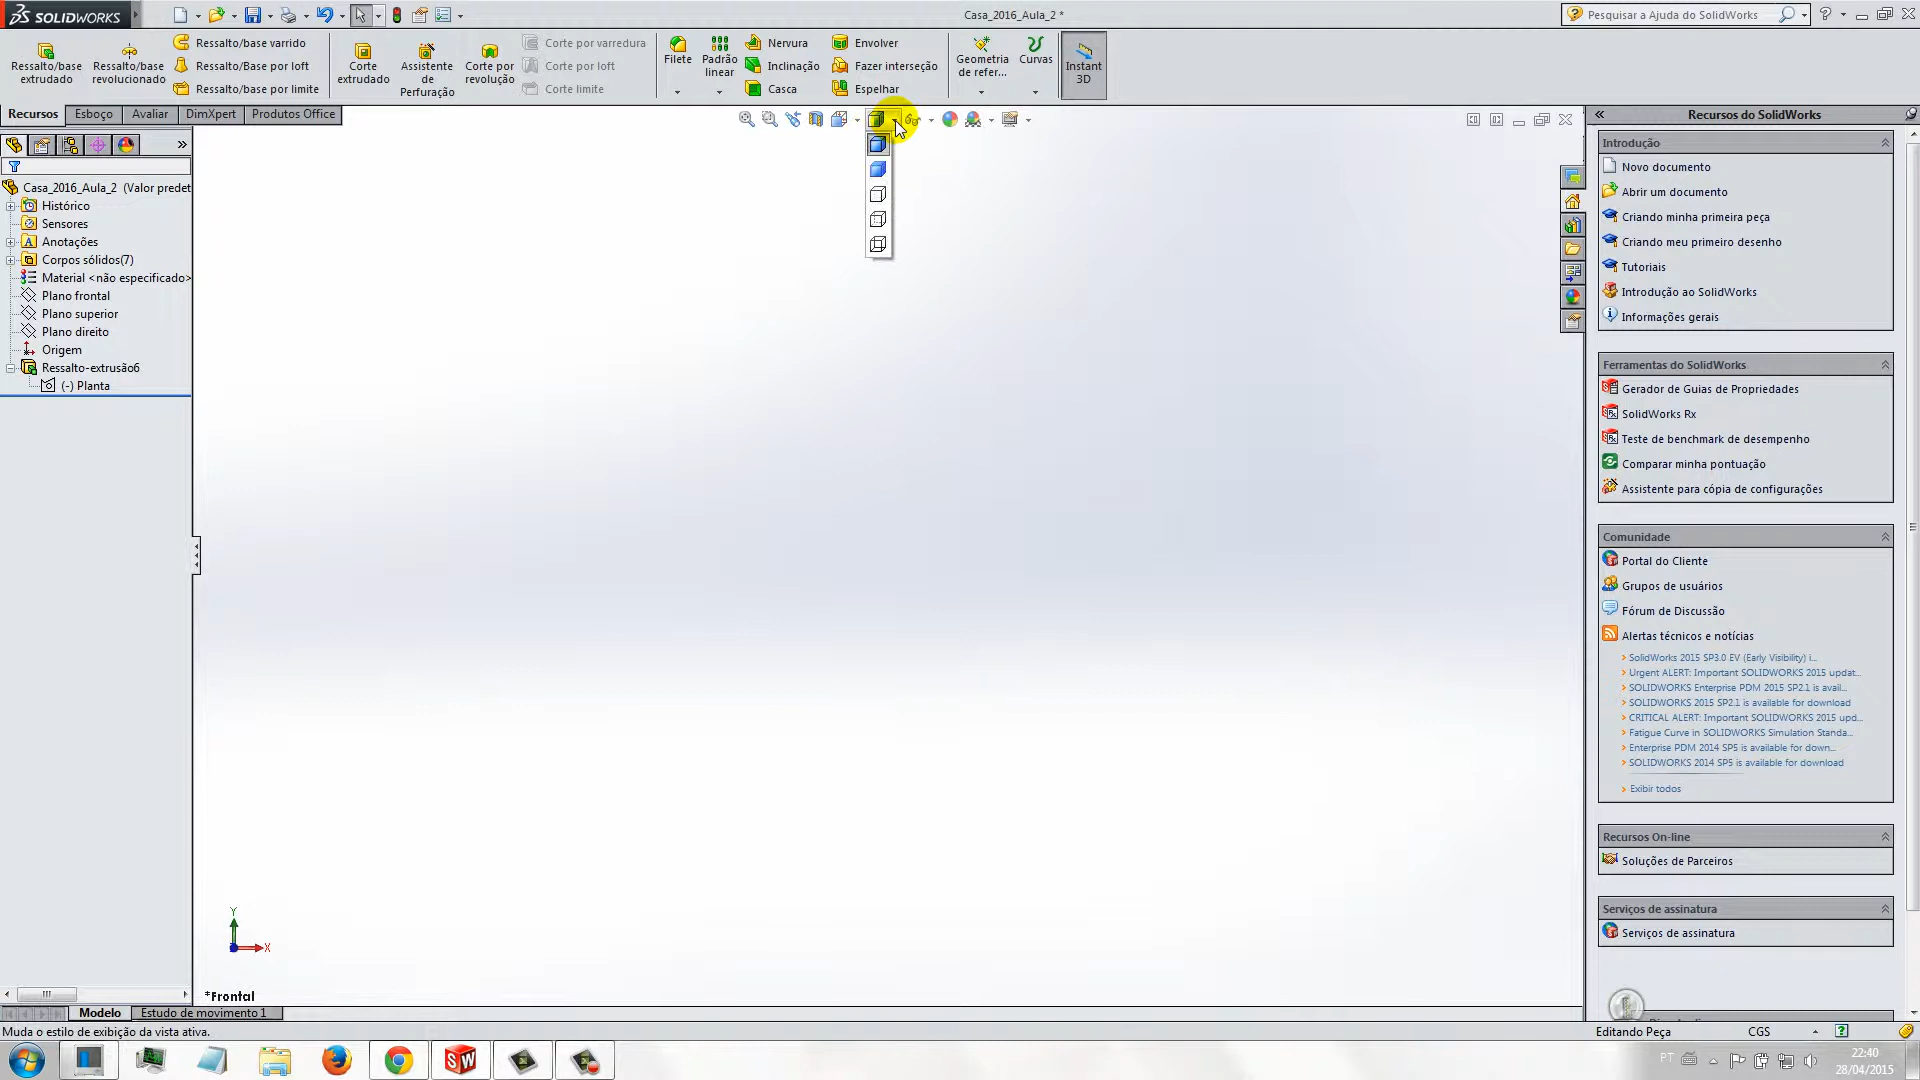 SOLIDWORKS
Casa_2016_Aula_2 *
Pesquisar a Ajuda do SolidWorks
Ressalto/base extrudado
Ressalto/base revolucionado
Ressalto/base varrido
Ressalto/Base por loft
Ressalto/base por limite
Corte extrudado
Assistente de Perfuração
Corte por revolução
Corte por varredura
Corte por loft
Corte limite
Filete
Padrão linear
Nervura
Inclinação
Casca
Envolver
Fazer interseção
Espelhar
Geometria de refer...
Curvas
Instant 3D
Recursos
Esboço
Avaliar
DimXpert
Produtos Office
Casa_2016_Aula_2 (Valor predet
Histórico
Sensores
Anotações
Corpos sólidos(7)
Material <não especificado>
Plano frontal
Plano superior
Plano direito
Origem
Ressalto-extrusão6
(-) Planta
Y
X
*Frontal
Modelo
Estudo de movimento 1
Muda o estilo de exibição da vista ativa.
Recursos do SolidWorks
Introdução
Novo documento
Abrir um documento
Criando minha primeira peça
Criando meu primeiro desenho
Tutoriais
Introdução ao SolidWorks
Informações gerais
Ferramentas do SolidWorks
Gerador de Guias de Propriedades
SolidWorks Rx
Teste de benchmark de desempenho
Comparar minha pontuação
Assistente para cópia de configurações
Comunidade
Portal do Cliente
Grupos de usuários
Fórum de Discussão
Alertas técnicos e notícias
SolidWorks 2015 SP3.0 EV (Early Visibility) i...
Urgent ALERT: Important SOLIDWORKS 2015 updat...
SOLIDWORKS Enterprise PDM 2015 SP2.1 is avail...
SOLIDWORKS 2015 SP2.1 is available for download
CRITICAL ALERT: Important SOLIDWORKS 2015 upd...
Fatigue Curve in SOLIDWORKS Simulation Standa...
Enterprise PDM 2014 SP5 is available for down...
SOLIDWORKS 2014 SP5 is available for download
Exibir todos
Recursos On-line
Soluções de Parceiros
Serviços de assinatura
Serviços de assinatura
Editando Peça
CGS
PT
22:40
28/04/2015